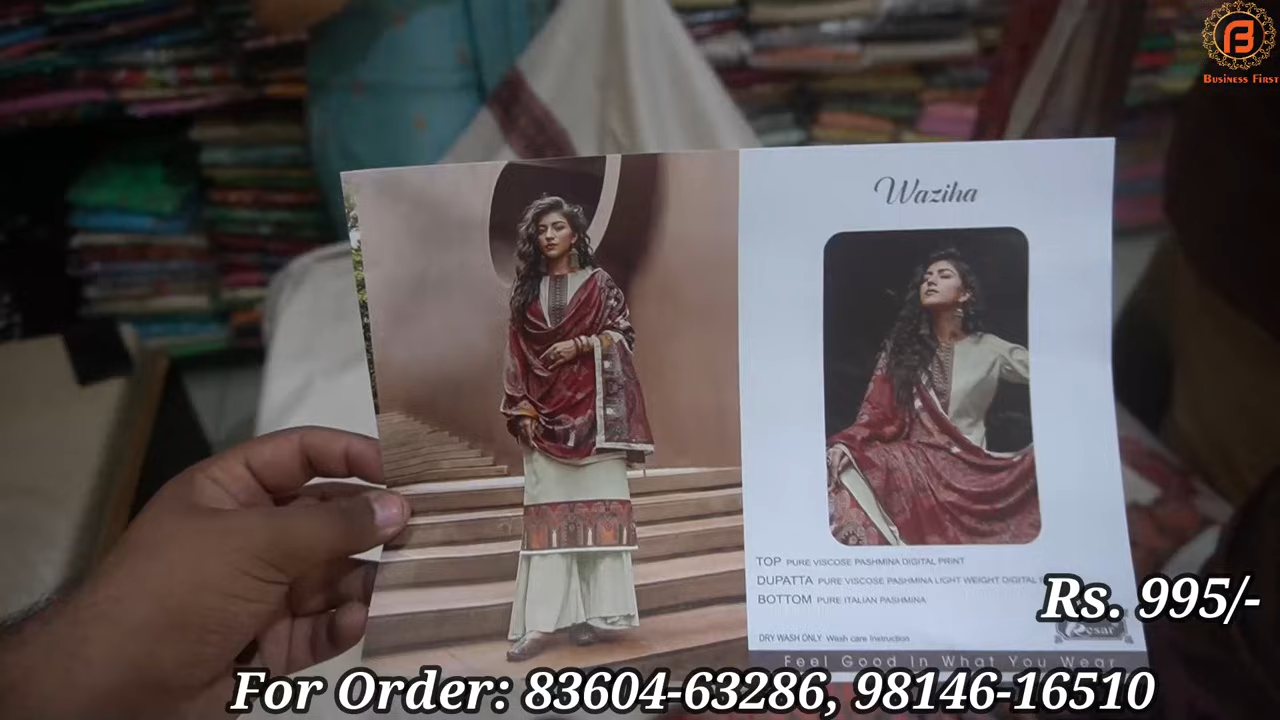 BUSINESS FIRST
Waziha
TOP PURE VISCOSE PASHMINA DIGITAL PRINT
DUPATTA PURE VISCOSE PASHMINA LIGHT WEIGHT DIGITAL
BOTTOM PURE ITALIAN PASHMINA
Rs. 995/-
DRY WASH ONLY Wash care Instruction
Feel Good In What You Wear
For Order: 83604-63286, 98146-16510